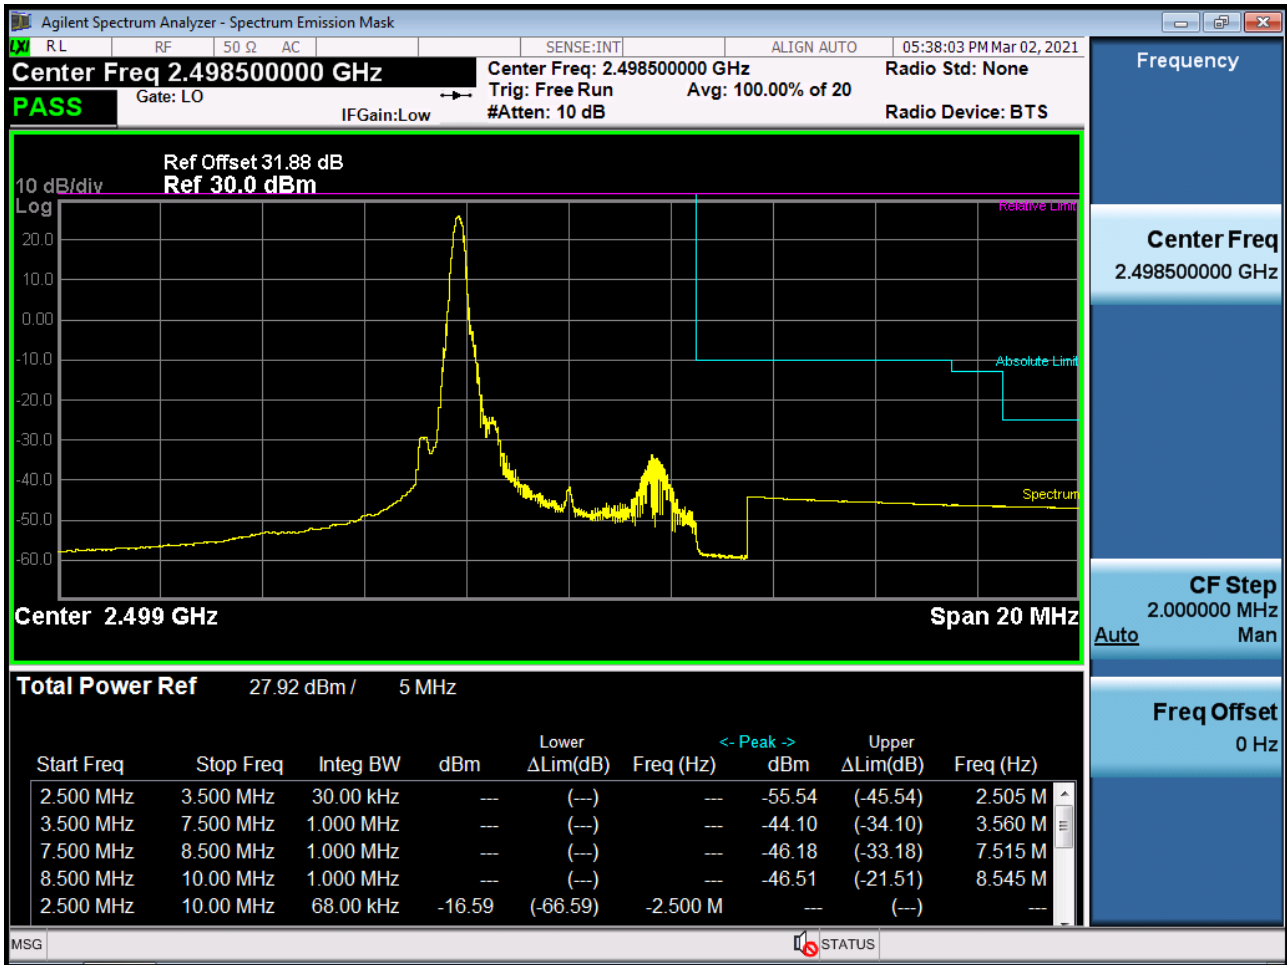 Agilent Spectrum Analyzer - Spectrum Emission Mask
LXI RL RF 50 Ω AC SENSE:INT ALIGN AUTO 05:38:03 PM Mar 02, 2021
Center Freq 2.498500000 GHz
Center Freq: 2.498500000 GHz Radio Std: None
PASS Gate: LO Trig: Free Run Avg: 100.00% of 20
IFGain:Low #Atten: 10 dB Radio Device: BTS
Ref Offset 31.88 dB
10 dB/div Ref 30.0 dBm
Log
Relative Limit
20.0
10.0
0.00
-10.0
Absolute Limit
-20.0
-30.0
-40.0
Spectrum
-50.0
-60.0
Center 2.499 GHz Span 20 MHz
Total Power Ref 27.92 dBm / 5 MHz
Lower <- Peak -> Upper
Start Freq Stop Freq Integ BW dBm ΔLim(dB) Freq (Hz) dBm ΔLim(dB) Freq (Hz)
2.500 MHz 3.500 MHz 30.00 kHz --- (---) --- -55.54 (-45.54) 2.505 M
3.500 MHz 7.500 MHz 1.000 MHz --- (---) --- -44.10 (-34.10) 3.560 M
7.500 MHz 8.500 MHz 1.000 MHz --- (---) --- -46.18 (-33.18) 7.515 M
8.500 MHz 10.00 MHz 1.000 MHz --- (---) --- -46.51 (-21.51) 8.545 M
2.500 MHz 10.00 MHz 68.00 kHz -16.59 (-66.59) -2.500 M --- (---) ---
MSG STATUS
Frequency
Center Freq
2.498500000 GHz
CF Step
2.000000 MHz
Auto Man
Freq Offset
0 Hz